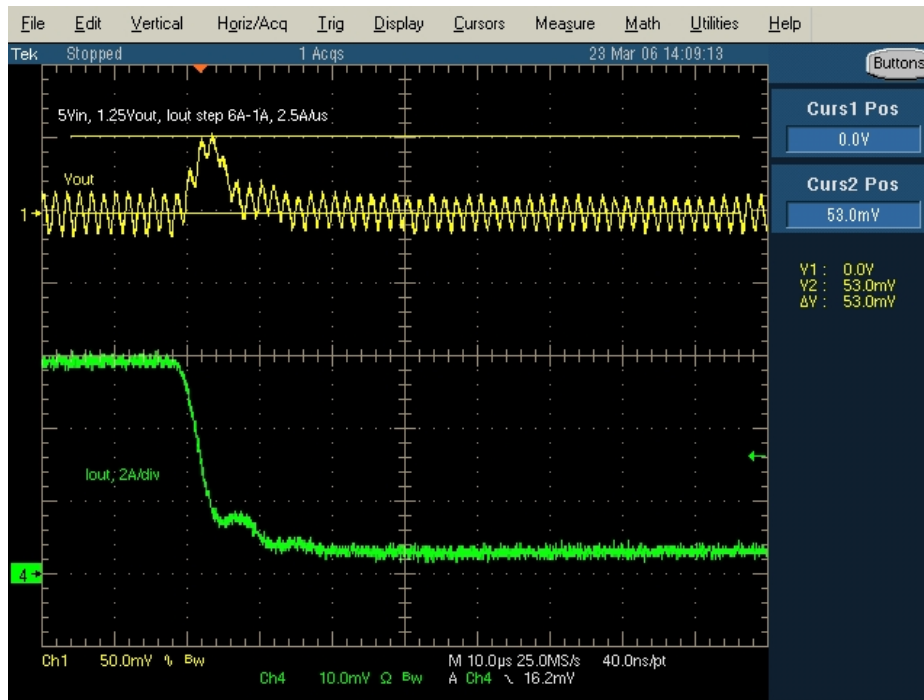 File Edit Vertical Horiz/Acq Trig Display Cursors Measure Math Utilities Help
Tek Stopped 1 Acqs 23 Mar 06 14:09:13
Buttons
Curs1 Pos
0.0V
Curs2 Pos
53.0mV
V1: 0.0V
V2: 53.0mV
ΔV: 53.0mV
5Vin, 1.25Vout, Iout step 6A-1A, 2.5A/us
Vout
1
Iout, 2A/div
4
Ch1 50.0mV ∿ Bw M 10.0µs 25.0MS/s 40.0ns/pt
Ch4 10.0mV Ω Bw A Ch4 ∖ 16.2mV